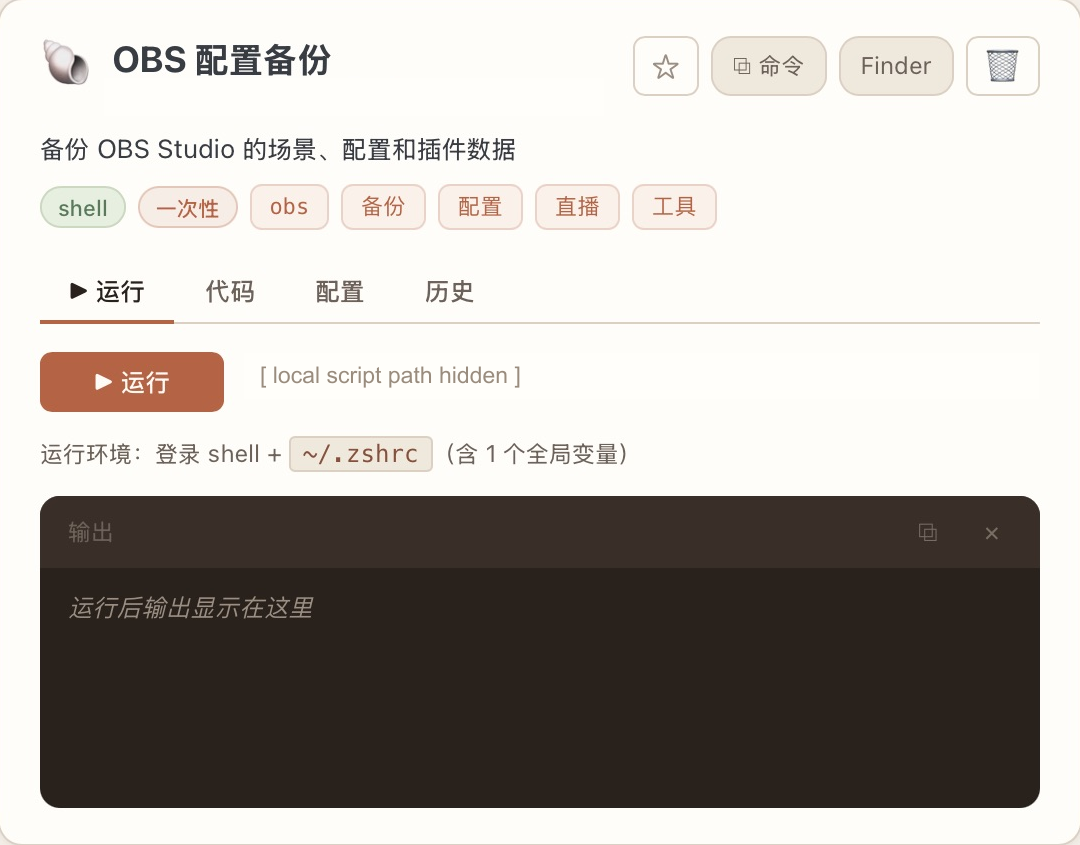 OBS 配置备份
命令
Finder
备份 OBS Studio 的场景、配置和插件数据
shell 一次性 obs 备份 配置 直播 工具
运行 代码 配置 历史
运行 [ local script path hidden ]
运行环境：登录 shell + ~/.zshrc （含 1 个全局变量）
输出
运行后输出显示在这里